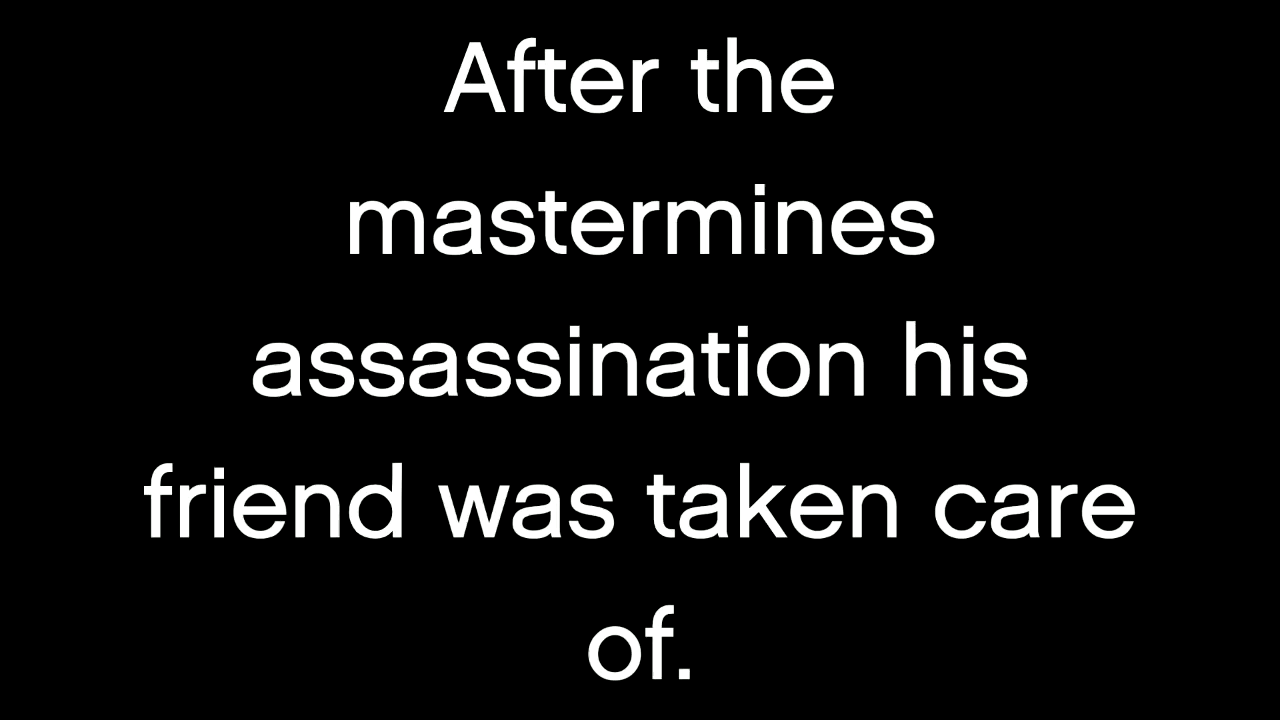 After the
mastermines
assassination his
friend was taken care
of.